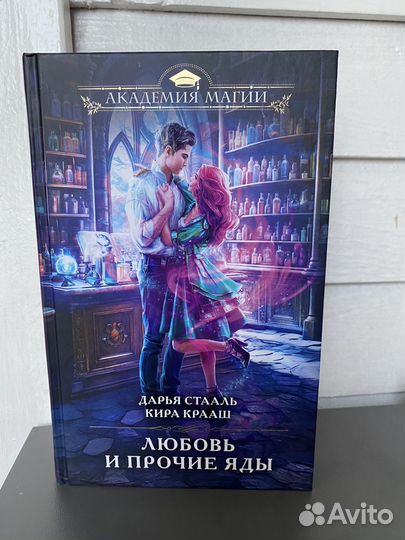 АКАДЕМИЯ МАГИИ
ДАРЬЯ СТААЛЬ
КИРА КРААШ
ЛЮБОВЬ
И ПРОЧИЕ ЯДЫ
Avito